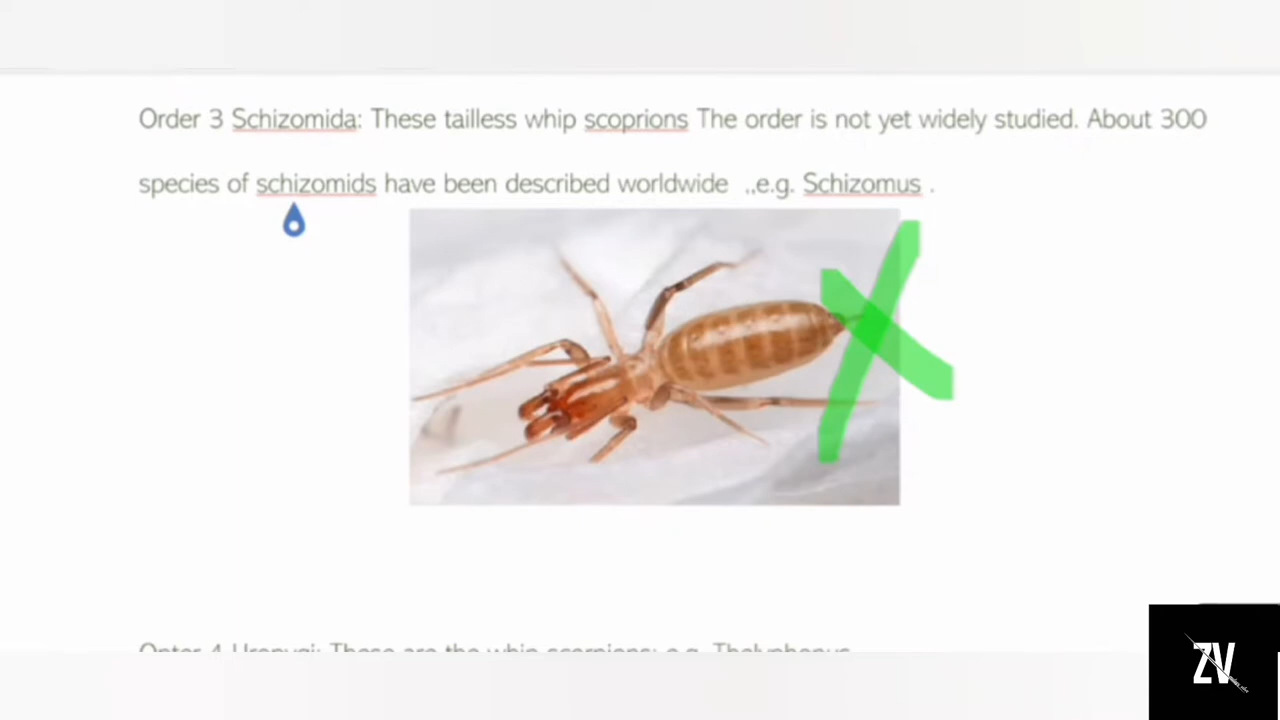 Order 3 Schizomida: These tailless whip scoprions The order is not yet widely studied. About 300
species of schizomids have been described worldwide ,,e.g. Schizomus .
ZV